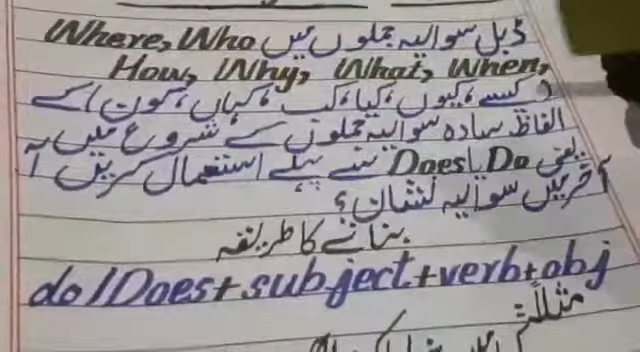 ڈبل سوالیہ جملوں میں Where, Who
How, Why, What, When,
کیسے، کیوں، کیا، کب، کہاں، کون کے
الفاظ سادہ سوالیہ جملوں کے شروع میں
یعنی Does\Do سے پہلے استعمال کریں
آخر میں سوالیہ نشان؟
بنانے کا طریقہ
do/Does+subject+verb+obj
مثلاً